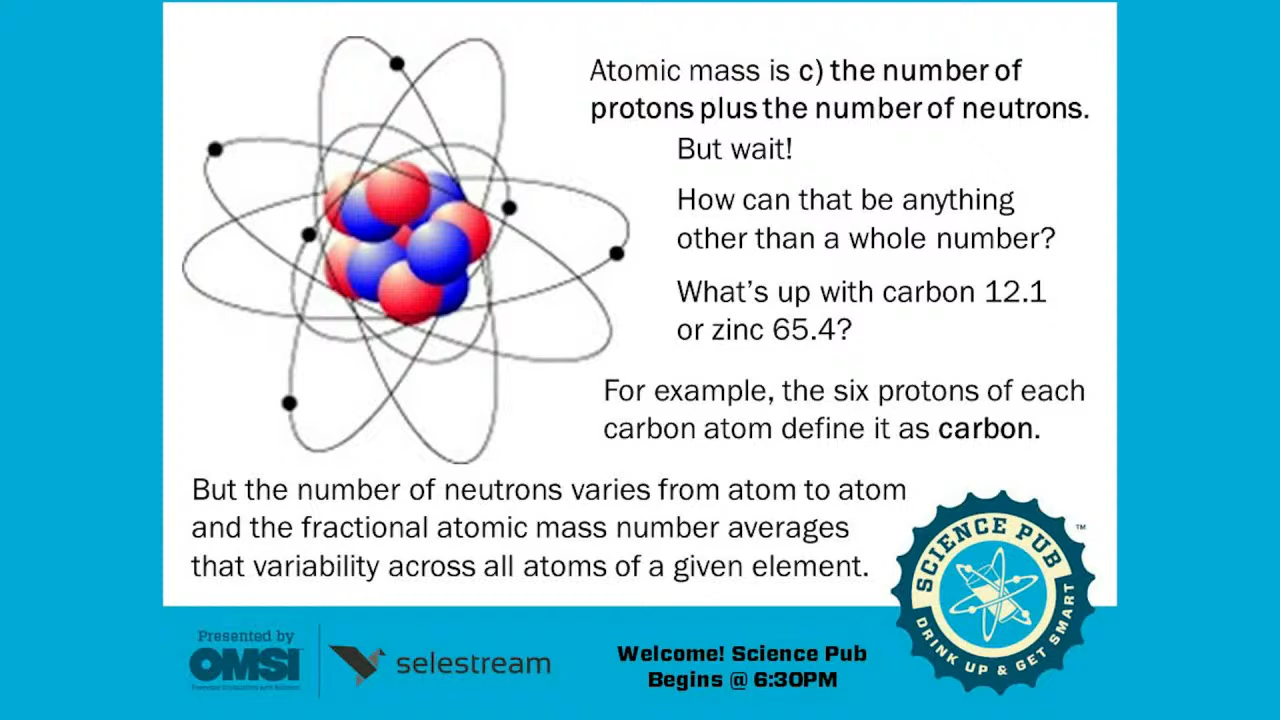 Atomic mass is c) the number of
protons plus the number of neutrons.
But wait!
How can that be anything
other than a whole number?
What's up with carbon 12.1
or zinc 65.4?
For example, the six protons of each
carbon atom define it as carbon.
But the number of neutrons varies from atom to atom
and the fractional atomic mass number averages
that variability across all atoms of a given element.
SCIENCE PUB
TM
DRINK UP & GET SMART
Presented by
OMSI
selestream
Welcome! Science Pub
Begins @ 6:30PM